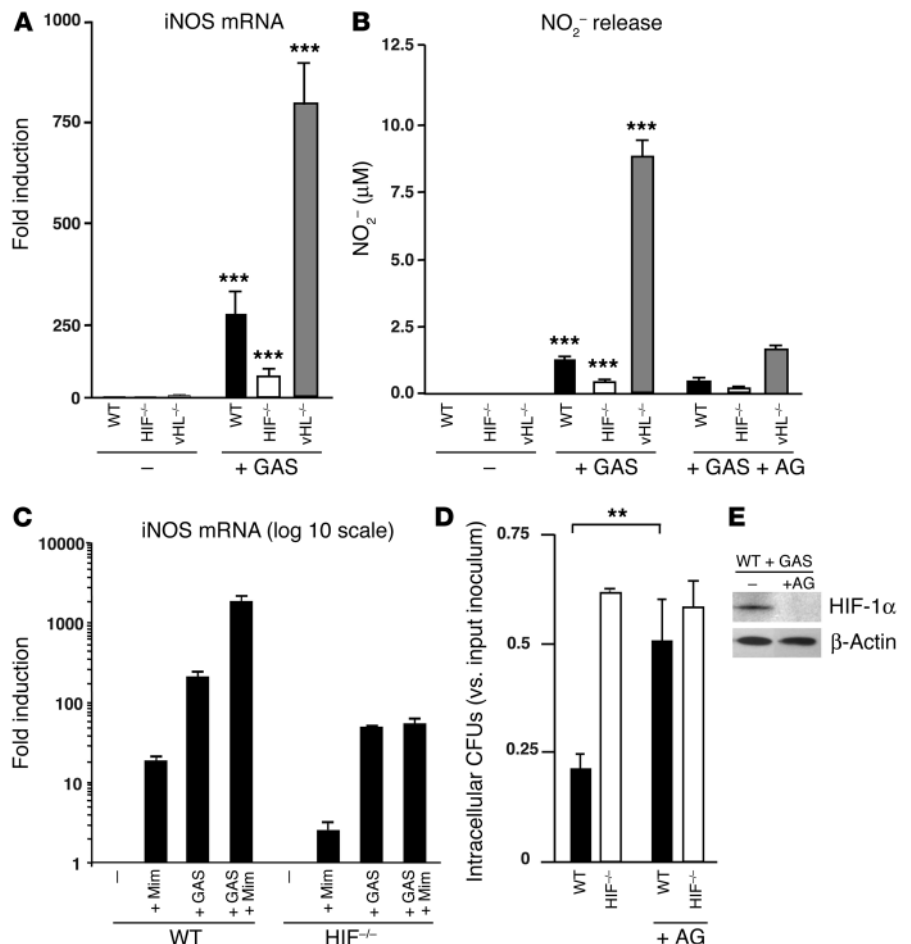 A
iNOS mRNA
Fold induction
1000
750
500
250
0
***
***
***
WT
HIF⁻/⁻
vHL⁻/⁻
WT
HIF⁻/⁻
vHL⁻/⁻
–
+ GAS
B
NO₂⁻ release
NO₂⁻ (μM)
12.5
10.0
7.5
5.0
2.5
0.0
***
***
***
WT
HIF⁻/⁻
vHL⁻/⁻
WT
HIF⁻/⁻
vHL⁻/⁻
WT
HIF⁻/⁻
vHL⁻/⁻
–
+ GAS
+ GAS + AG
C
iNOS mRNA (log 10 scale)
Fold induction
10000
1000
100
10
1
–
+ Mim
+ GAS
+ GAS
+ Mim
–
+ Mim
+ GAS
+ GAS
+ Mim
WT
HIF⁻/⁻
D
Intracellular CFUs (vs. input inoculum)
0.75
0.5
0.25
0
**
WT
HIF⁻/⁻
WT
HIF⁻/⁻
+ AG
E
WT + GAS
– +AG
HIF-1α
β-Actin